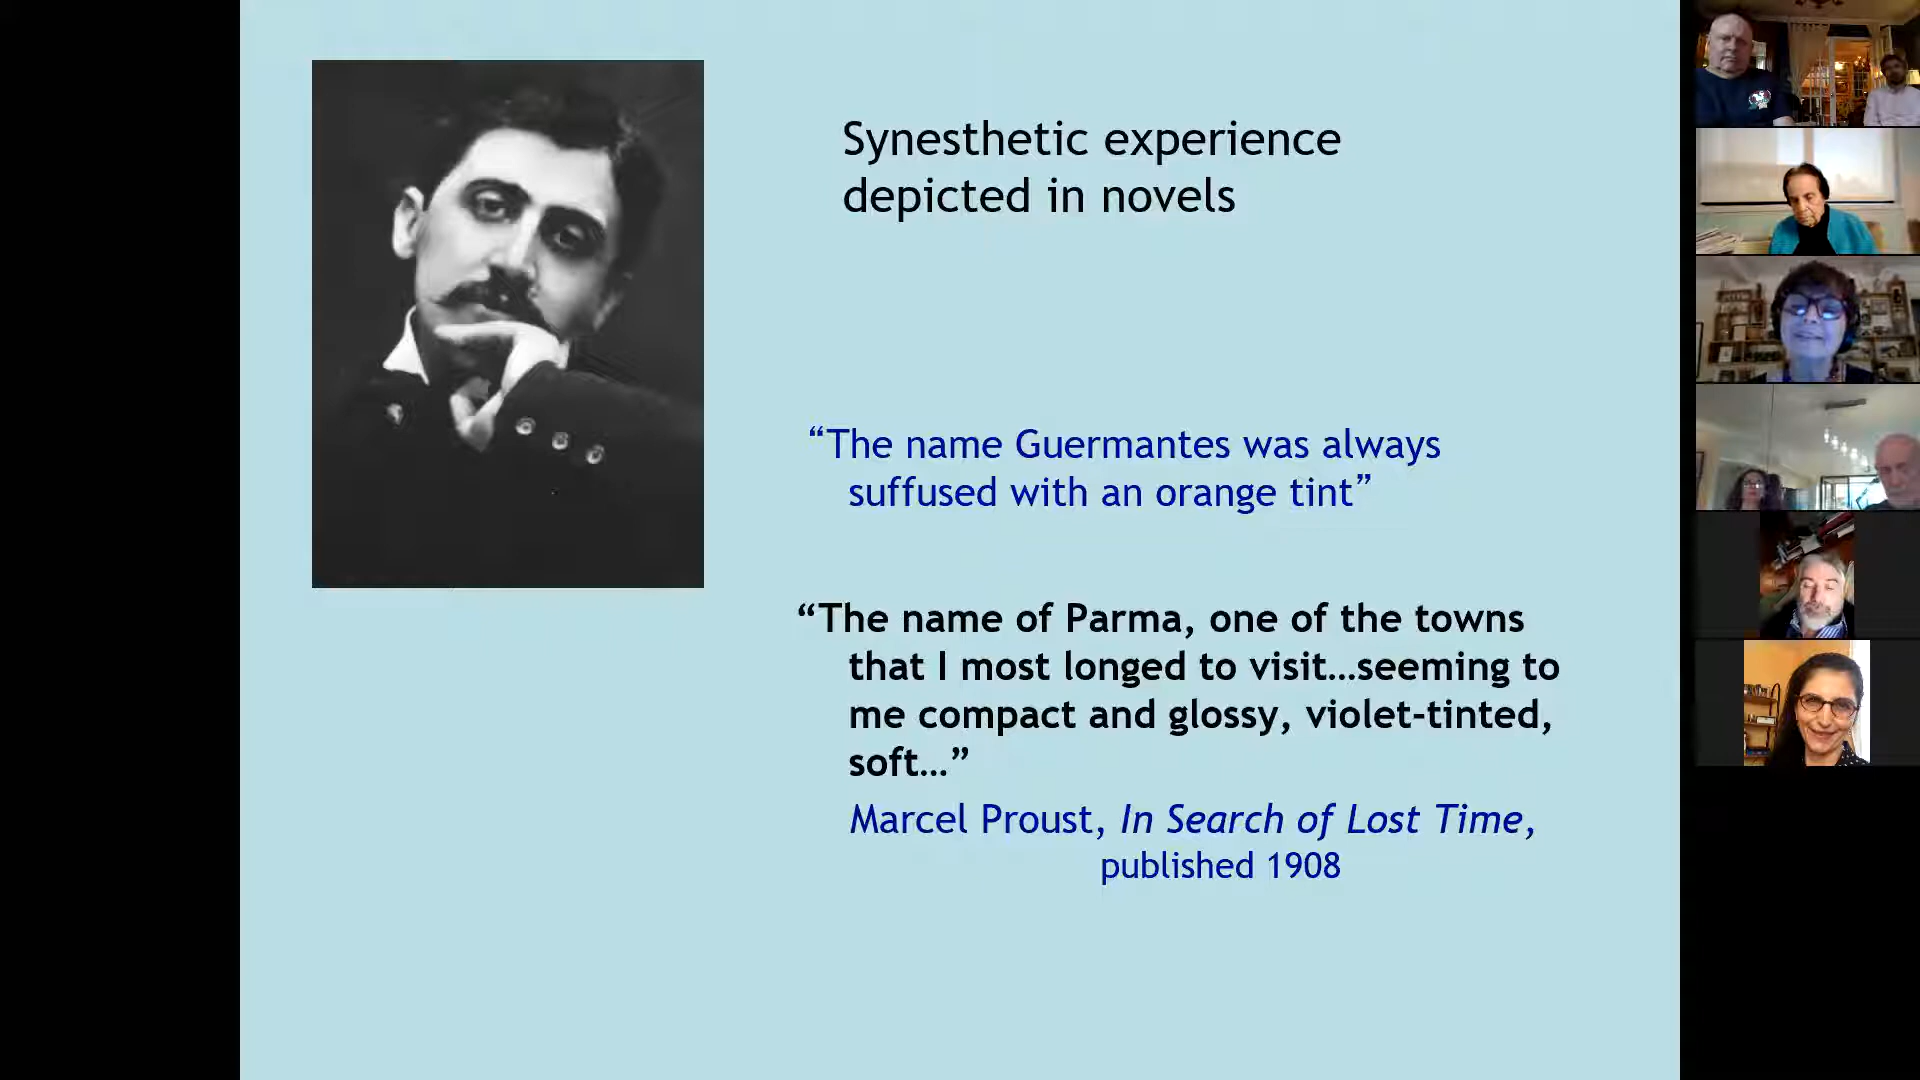 Synesthetic experience
depicted in novels
“The name Guermantes was always
suffused with an orange tint”
“The name of Parma, one of the towns
that I most longed to visit…seeming to
me compact and glossy, violet-tinted,
soft…”
Marcel Proust, In Search of Lost Time,
published 1908